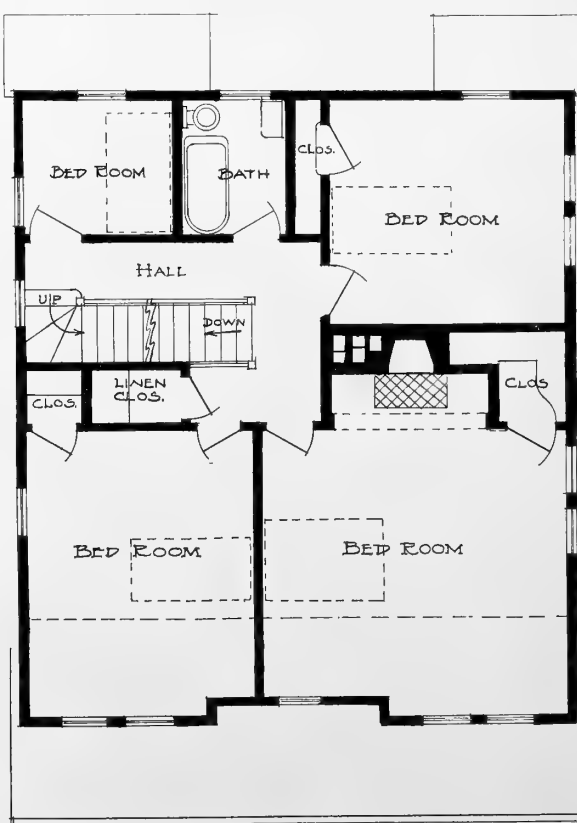 BED ROOM
BATH
CLOS.
BED ROOM
HALL
UP
DOWN
LINEN
CLOS.
CLOS.
CLOS
BED ROOM
BED ROOM